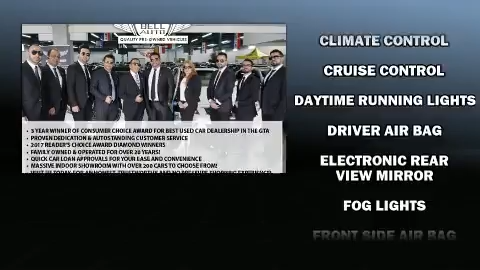 BELL
AUTO
QUALITY PRE-OWNED VEHICLES
• 3 YEAR WINNER OF CONSUMER CHOICE AWARD FOR BEST USED CAR DEALERSHIP IN THE GTA
• PROVEN DEDICATION & AUTOSTANDING CUSTOMER SERVICE
• 2017 READER'S CHOICE AWARD DIAMOND WINNERS
• FAMILY OWNED & OPERATED FOR OVER 20 YEARS!
• QUICK CAR LOAN APPROVALS FOR YOUR EASE AND CONVENIENCE
• MASSIVE INDOOR SHOWROOM WITH OVER 200 CARS TO CHOOSE FROM!
CLIMATE CONTROL
CRUISE CONTROL
DAYTIME RUNNING LIGHTS
DRIVER AIR BAG
ELECTRONIC REAR
VIEW MIRROR
FOG LIGHTS
FRONT SIDE AIR BAG